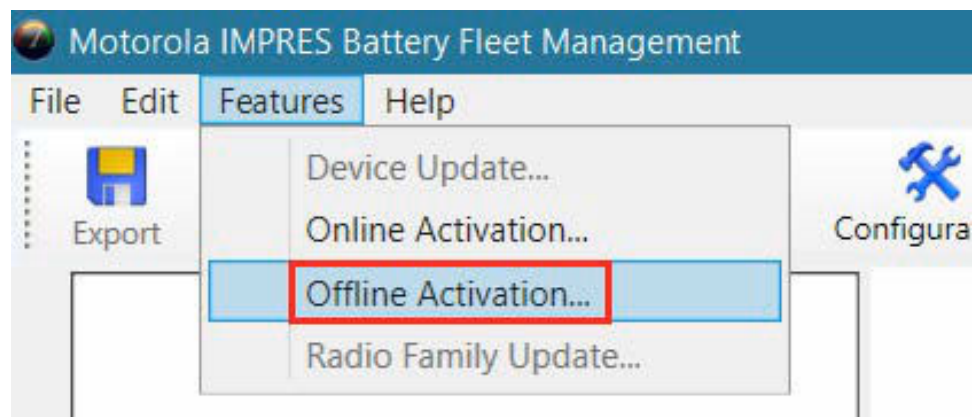 Motorola IMPRES Battery Fleet Management
File Edit Features Help
Device Update...
Online Activation...
Offline Activation...
Radio Family Update...
Export